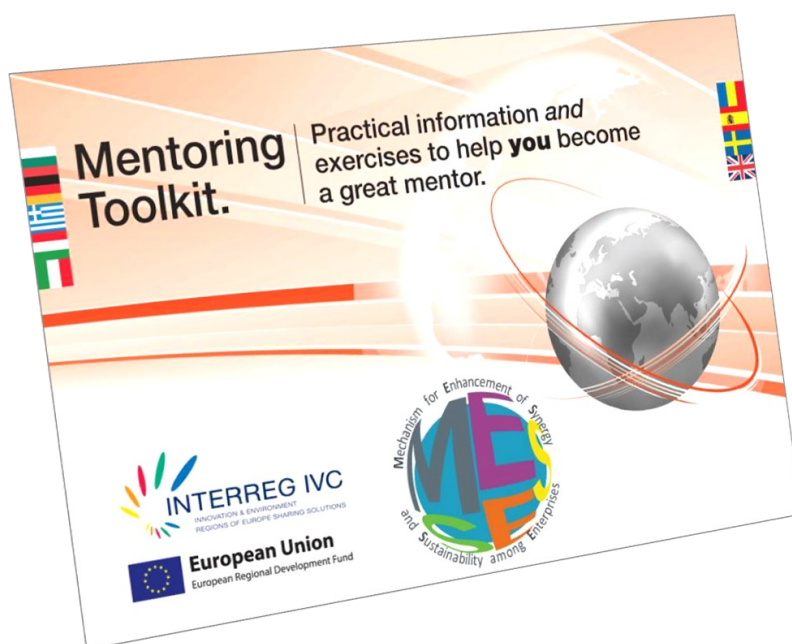 Mentoring
Toolkit.
Practical information and
exercises to help you become
a great mentor.
Mechanism for Enhancement of Synergy
and Sustainability among Enterprises
MESSE
INTERREG IVC
INNOVATION & ENVIRONMENT
REGIONS OF EUROPE SHARING SOLUTIONS
European Union
European Regional Development Fund